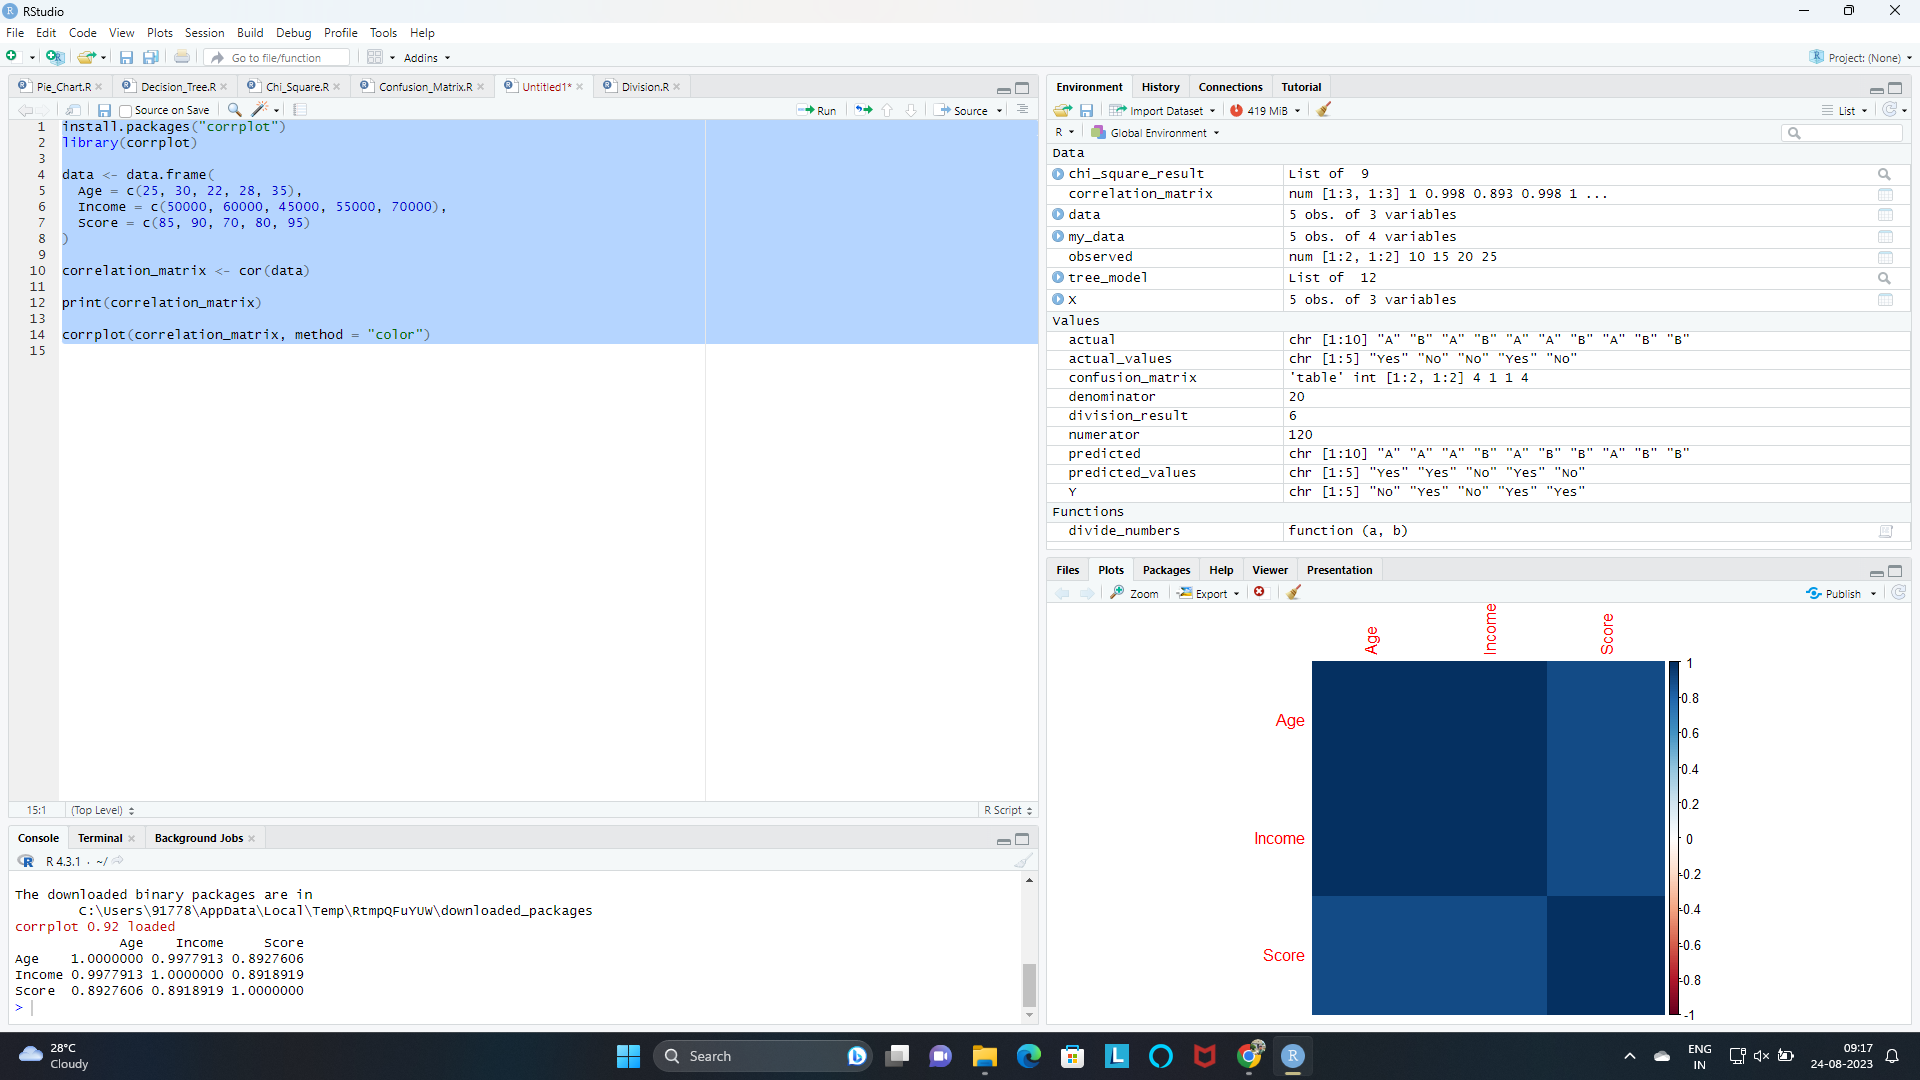 RStudio
File Edit Code View Plots Session Build Debug Profile Tools Help
Go to file/function Addins Project: (None)
Pie_Chart.R Decision_Tree.R Chi_Square.R Confusion_Matrix.R Untitled1* Division.R
Source on Save Run Source
1 install.packages("corrplot")
2 library(corrplot)
3
4 data <- data.frame(
5 Age = c(25, 30, 22, 28, 35),
6 Income = c(50000, 60000, 45000, 55000, 70000),
7 Score = c(85, 90, 70, 80, 95)
8 )
9
10 correlation_matrix <- cor(data)
11
12 print(correlation_matrix)
13
14 corrplot(correlation_matrix, method = "color")
15
15:1 (Top Level) R Script
Console Terminal Background Jobs
R 4.3.1 · ~/
The downloaded binary packages are in
C:\Users\91778\AppData\Local\Temp\RtmpQFuYUW\downloaded_packages
corrplot 0.92 loaded
Age Income Score
Age 1.0000000 0.9977913 0.8927606
Income 0.9977913 1.0000000 0.8918919
Score 0.8927606 0.8918919 1.0000000
>
Environment History Connections Tutorial
Import Dataset 419 MiB List
R Global Environment
Data
chi_square_result List of 9
correlation_matrix num [1:3, 1:3] 1 0.998 0.893 0.998 1 ...
data 5 obs. of 3 variables
my_data 5 obs. of 4 variables
observed num [1:2, 1:2] 10 15 20 25
tree_model List of 12
X 5 obs. of 3 variables
Values
actual chr [1:10] "A" "B" "A" "B" "A" "A" "B" "A" "B" "B"
actual_values chr [1:5] "Yes" "No" "No" "Yes" "No"
confusion_matrix 'table' int [1:2, 1:2] 4 1 1 4
denominator 20
division_result 6
numerator 120
predicted chr [1:10] "A" "A" "A" "B" "A" "B" "B" "A" "B" "B"
predicted_values chr [1:5] "Yes" "Yes" "No" "Yes" "No"
Y chr [1:5] "No" "Yes" "No" "Yes" "Yes"
Functions
divide_numbers function (a, b)
Files Plots Packages Help Viewer Presentation
Zoom Export Publish
Age Income Score
Age
Income
Score
1
0.8
0.6
0.4
0.2
0
-0.2
-0.4
-0.6
-0.8
-1
28°C
Cloudy
Search
ENG
IN
09:17
24-08-2023